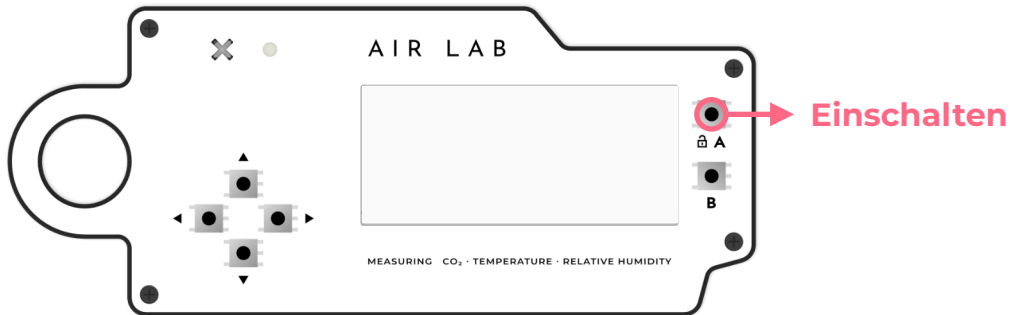 AIR LAB
Einschalten
A
B
MEASURING CO₂ · TEMPERATURE · RELATIVE HUMIDITY